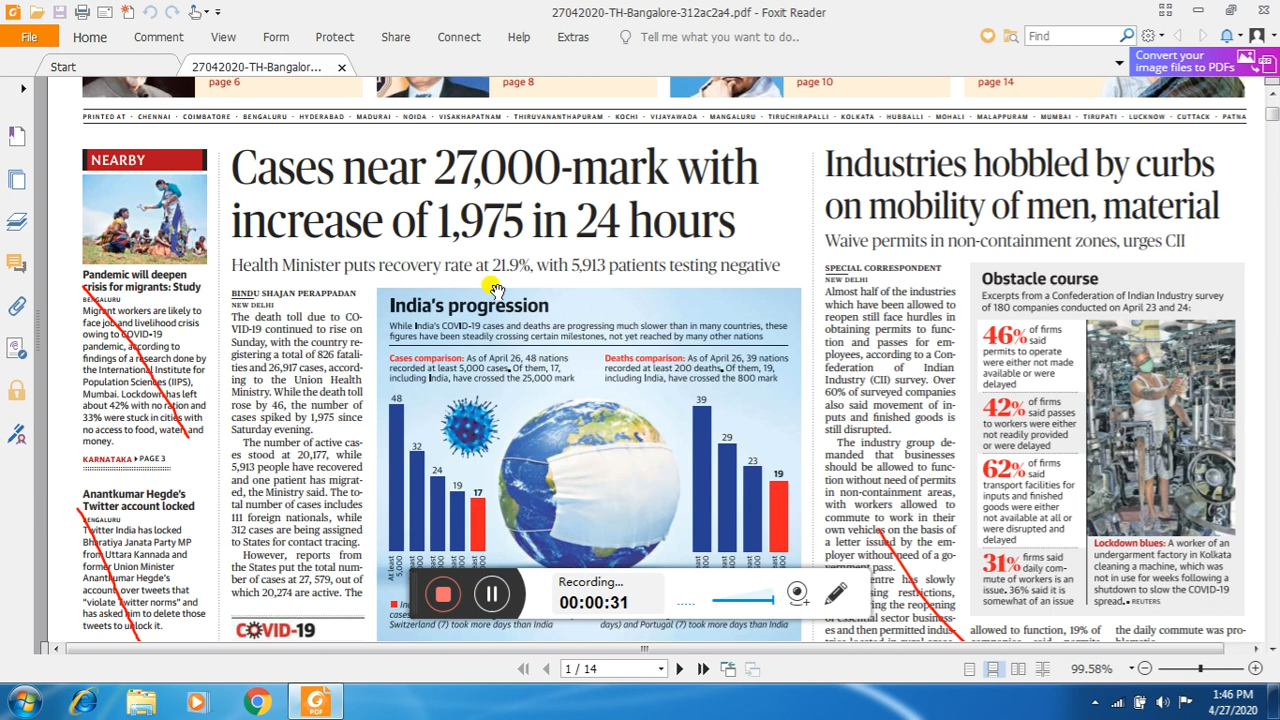 27042020-TH-Bangalore-312ac2a4.pdf - Foxit Reader
File
Home
Comment
View
Form
Protect
Share
Connect
Help
Extras
Tell me what you want to do..
Find
Start
27042020-TH-Bangalor...
Convert your
image files to PDFs
page 6
page 8
page 10
page 14
PRINTED AT · CHENNAI · COIMBATORE · BENGALURU · HYDERABAD · MADURAI · NOIDA · VISAKHAPATNAM · THIRUVANANTHAPURAM · KOCHI · VIJAYAWADA · MANGALURU · TIRUCHIRAPALLI · KOLKATA · HUBBALLI · MOHALI · MALAPPURAM · MUMBAI · TIRUPATI · LUCKNOW · CUTTACK · PATNA
NEARBY
Pandemic will deepen
crisis for migrants: Study
BENGALURU
Migrant workers are likely to
face job and livelihood crisis
owing to COVID-19
pandemic, according to
findings of a research done by
the International Institute for
Population Sciences (IIPS),
Mumbai. Lockdown has left
about 42% with no ration and
33% were stuck in cities with
no access to food, water and
money.
KARNATAKA PAGE 3
Anantkumar Hegde's
Twitter account locked
BENGALURU
Twitter India has locked
Bharatiya Janata Party MP
from Uttara Kannada and
former Union Minister
Anantkumar Hegde's
account, over tweets that
"violate Twitter norms" and
has asked him to delete those
tweets to unlock it.
Cases near 27,000-mark with
increase of 1,975 in 24 hours
Health Minister puts recovery rate at 21.9%, with 5,913 patients testing negative
BINDU SHAJAN PERAPPADAN
NEW DELHI
The death toll due to CO-
VID-19 continued to rise on
Sunday, with the country re-
gistering a total of 826 fatali-
ties and 26,917 cases, accord-
ing to the Union Health
Ministry. While the death toll
rose by 46, the number of
cases spiked by 1,975 since
Saturday evening.
The number of active cas-
es stood at 20,177, while
5,913 people have recovered
and one patient has migrat-
ed, the Ministry said. The to-
tal number of cases includes
111 foreign nationals, while
312 cases are being assigned
to States for contact tracing.
However, reports from
the States put the total num-
ber of cases at 27, 579, out of
which 20,274 are active. The
COVID-19
India's progression
While India's COVID-19 cases and deaths are progressing much slower than in many countries, these
figures have been steadily crossing certain milestones, not yet reached by many other nations
Cases comparison: As of April 26, 48 nations
recorded at least 5,000 cases. Of them, 17,
including India, have crossed the 25,000 mark
Deaths comparison: As of April 26, 39 nations
recorded at least 200 deaths. Of them, 19,
including India, have crossed the 800 mark
48
32
24
19
17
At least
5,000
39
29
23
19
Switzerland (7) took more days than India
days) and Portugal (7) took more days than India
Recording...
00:00:31
Industries hobbled by curbs
on mobility of men, material
Waive permits in non-containment zones, urges CII
SPECIAL CORRESPONDENT
NEW DELHI
Almost half of the industries
which have been allowed to
reopen still face hurdles in
obtaining permits to func-
tion and passes for em-
ployees, according to a Con-
federation of Indian
Industry (CII) survey. Over
60% of surveyed companies
also said movement of in-
puts and finished goods is
still disrupted.
The industry group de-
manded that businesses
should be allowed to func-
tion without need of permits
in non-containment areas,
with workers allowed to
commute to work in their
own vehicles on the basis of
a letter issued by the em-
ployer without need of a go-
vernment pass.
entre has slowly
restrictions,
the reopening
of essential sector business-
es and then permitted indus-
Obstacle course
Excerpts from a Confederation of Indian Industry survey
of 180 companies conducted on April 23 and 24:
46% of firms
said
permits to operate
were either not made
available or were
delayed
42% of firms
said passes
to workers were either
not readily provided
or were delayed
62% of firms
said
transport facilities for
inputs and finished
goods were either
not available at all or
were disrupted and
delayed
31% firms said
daily com-
mute of workers is an
issue. 36% said it is
somewhat of an issue
Lockdown blues: A worker of an
undergarment factory in Kolkata
cleaning a machine, which was
not in use for weeks following a
shutdown to slow the COVID-19
spread. REUTERS
allowed to function, 19% of
the daily commute was pro-
1 / 14
99.58%
1:46 PM
4/27/2020